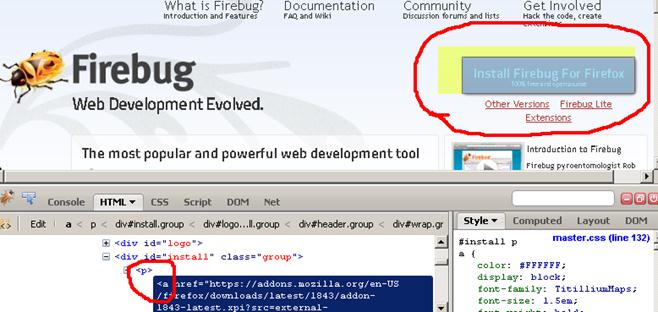 What is Firebug? Documentation Community Get Involved
Introduction and Features FAQ and Wiki Discussion forums and lists Hack the code, create
Firebug
Web Development Evolved.
Install Firebug For Firefox
100% free and open source
Other Versions Firebug Lite
Extensions
The most popular and powerful web development tool
Introduction to Firebug
Firebug pyroentomologist Rob
Console HTML CSS Script DOM Net
Edit a < p < div#install.group < div#logo...ll.group < div#header.group < div#wrap.gr
<div id="logo">
<div id="install" class="group">
<p>
<a href="https://addons.mozilla.org/en-US
/firefox/downloads/latest/1843/addon-
1843-latest.xpi?src=external-
Style Computed Layout DOM
#install p master.css (line 132)
a {
color: #FFFFFF;
display: block;
font-family: TitilliumMaps;
font-size: 1.5em;
font-weight: bold;